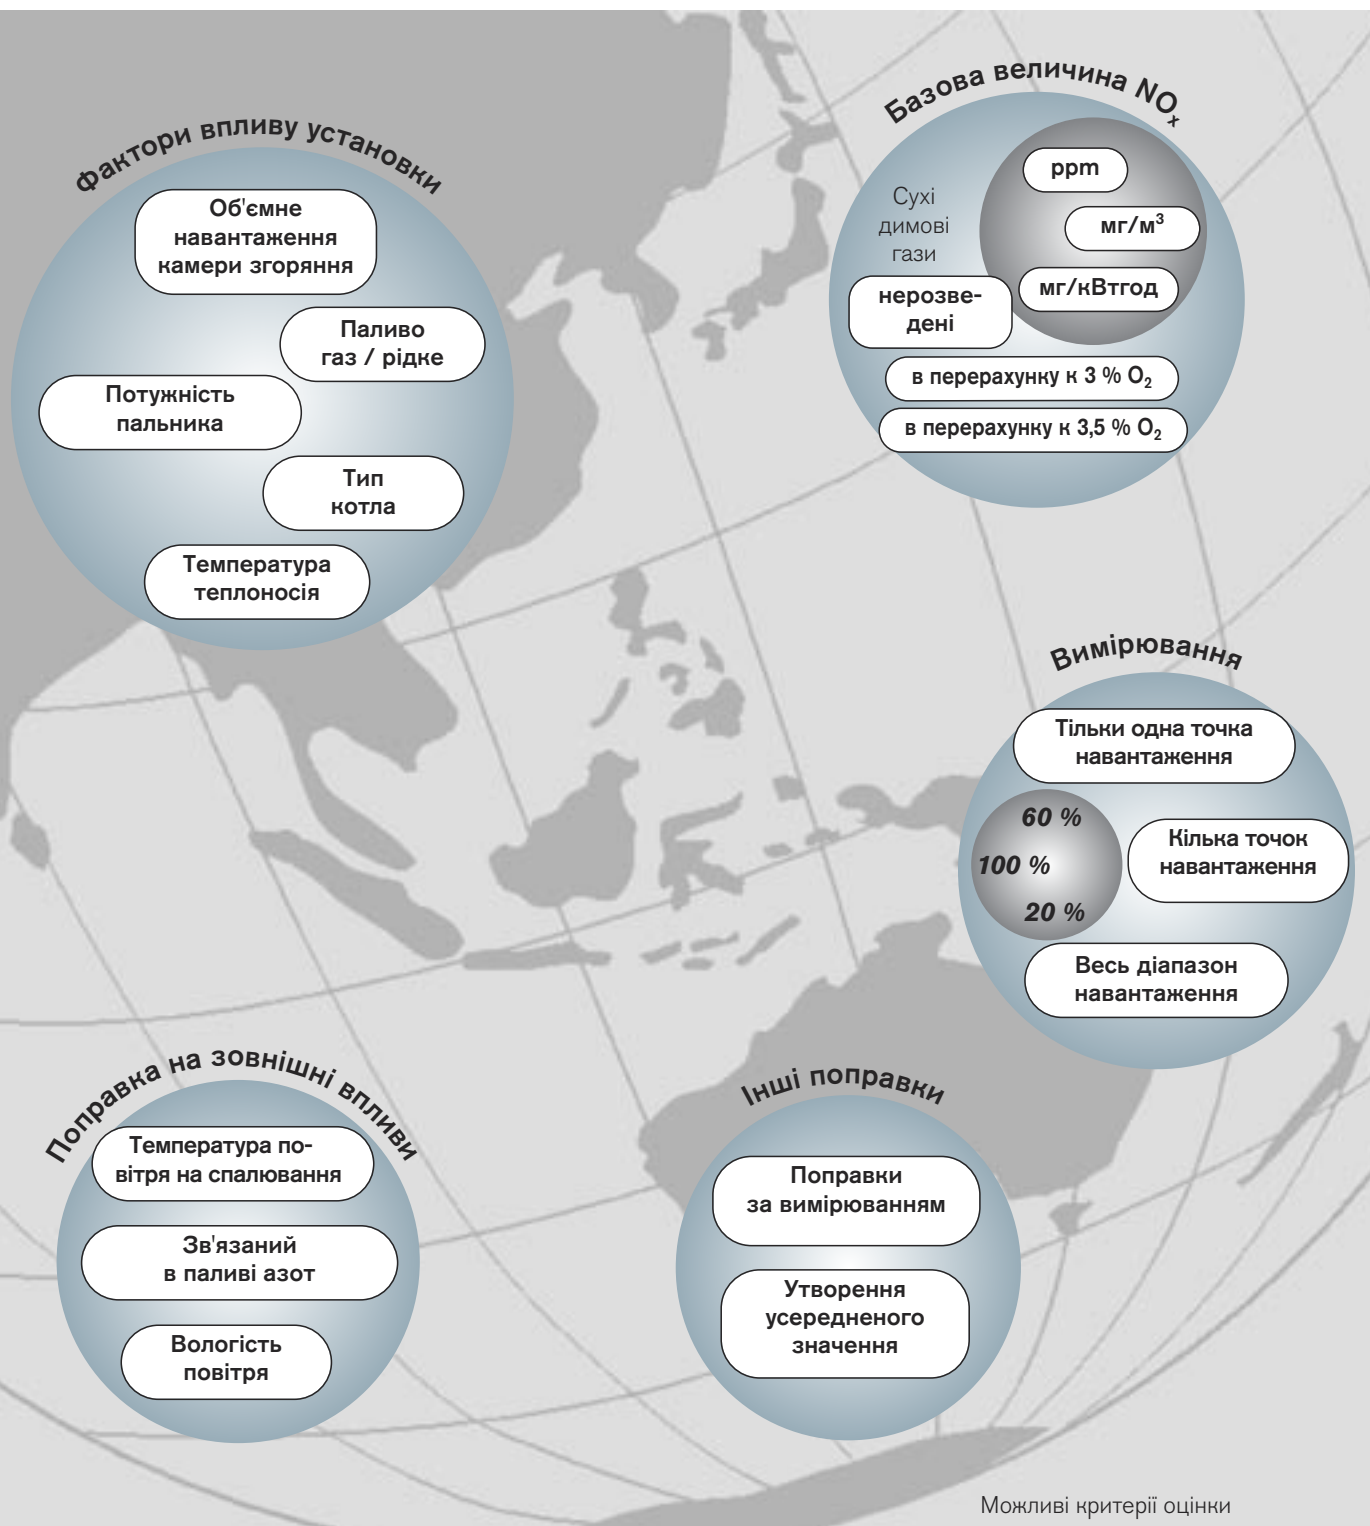 Фактори впливу установки
Об'ємне
навантаження
камери згоряння
Паливо
газ / рідке
Потужність
пальника
Тип
котла
Температура
теплоносія
Базова величина NOₓ
ppm
мг/м³
мг/кВтгод
Сухі
димові
гази
нерозве-
дені
в перерахунку к 3 % O₂
в перерахунку к 3,5 % O₂
Вимірювання
Тільки одна точка
навантаження
60 %
100 %
20 %
Кілька точок
навантаження
Весь діапазон
навантаження
Поправка на зовнішні впливи
Температура по-
вітря на спалювання
Зв'язаний
в паливі азот
Вологість
повітря
Інші поправки
Поправки
за вимірюванням
Утворення
усередненого
значення
Можливі критерії оцінки